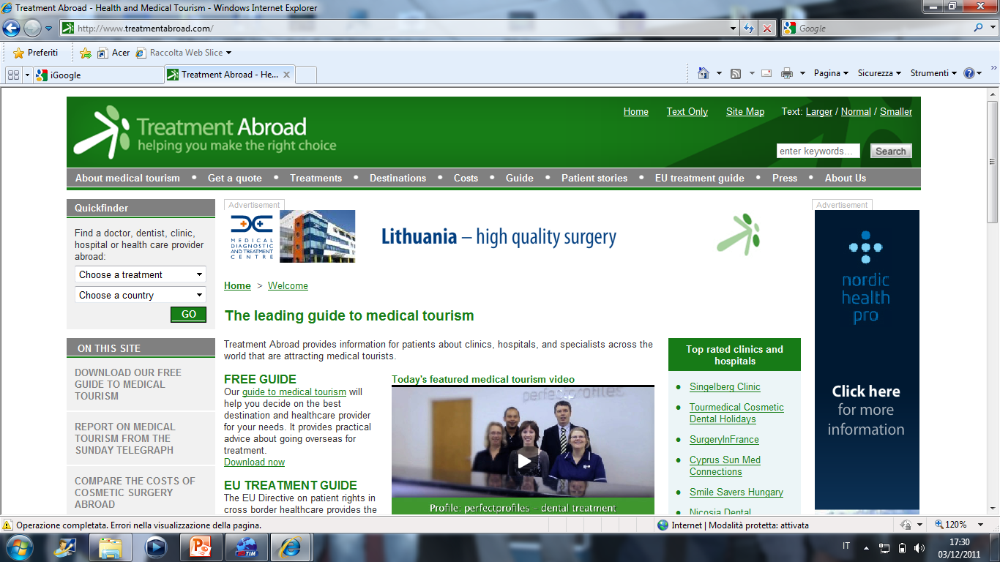 Treatment Abroad - Health and Medical Tourism - Windows Internet Explorer
http://www.treatmentabroad.com/
Google
Preferiti
Acer
Raccolta Web Slice
iGoogle
Treatment Abroad - He...
Pagina
Sicurezza
Strumenti
Treatment Abroad
helping you make the right choice
Home
Text Only
Site Map
Text: Larger / Normal / Smaller
enter keywords...
Search
About medical tourism • Get a quote • Treatments • Destinations • Costs • Guide • Patient stories • EU treatment guide • Press • About Us
Quickfinder
Find a doctor, dentist, clinic,
hospital or health care provider
abroad:
Choose a treatment
Choose a country
GO
ON THIS SITE
DOWNLOAD OUR FREE
GUIDE TO MEDICAL
TOURISM
REPORT ON MEDICAL
TOURISM FROM THE
SUNDAY TELEGRAPH
COMPARE THE COSTS OF
COSMETIC SURGERY
ABROAD
Advertisement
MEDICAL
DIAGNOSTIC
AND TREATMENT
CENTRE
Lithuania – high quality surgery
Home > Welcome
The leading guide to medical tourism
Treatment Abroad provides information for patients about clinics, hospitals, and specialists across the
world that are attracting medical tourists.
FREE GUIDE
Our guide to medical tourism will
help you decide on the best
destination and healthcare provider
for your needs. It provides practical
advice about going overseas for
treatment.
Download now
EU TREATMENT GUIDE
The EU Directive on patient rights in
cross border healthcare provides the
Today's featured medical tourism video
perfectprofiles
Profile: perfectprofiles - dental treatment
Top rated clinics and
hospitals
• Singelberg Clinic
• Tourmedical Cosmetic
Dental Holidays
• SurgeryInFrance
• Cyprus Sun Med
Connections
• Smile Savers Hungary
• Nicosia Dental
Advertisement
nordic
health
pro
Click here
for more
information
Operazione completata. Errori nella visualizzazione della pagina.
Internet | Modalità protetta: attivata
120%
TIM
IT
17:30
03/12/2011